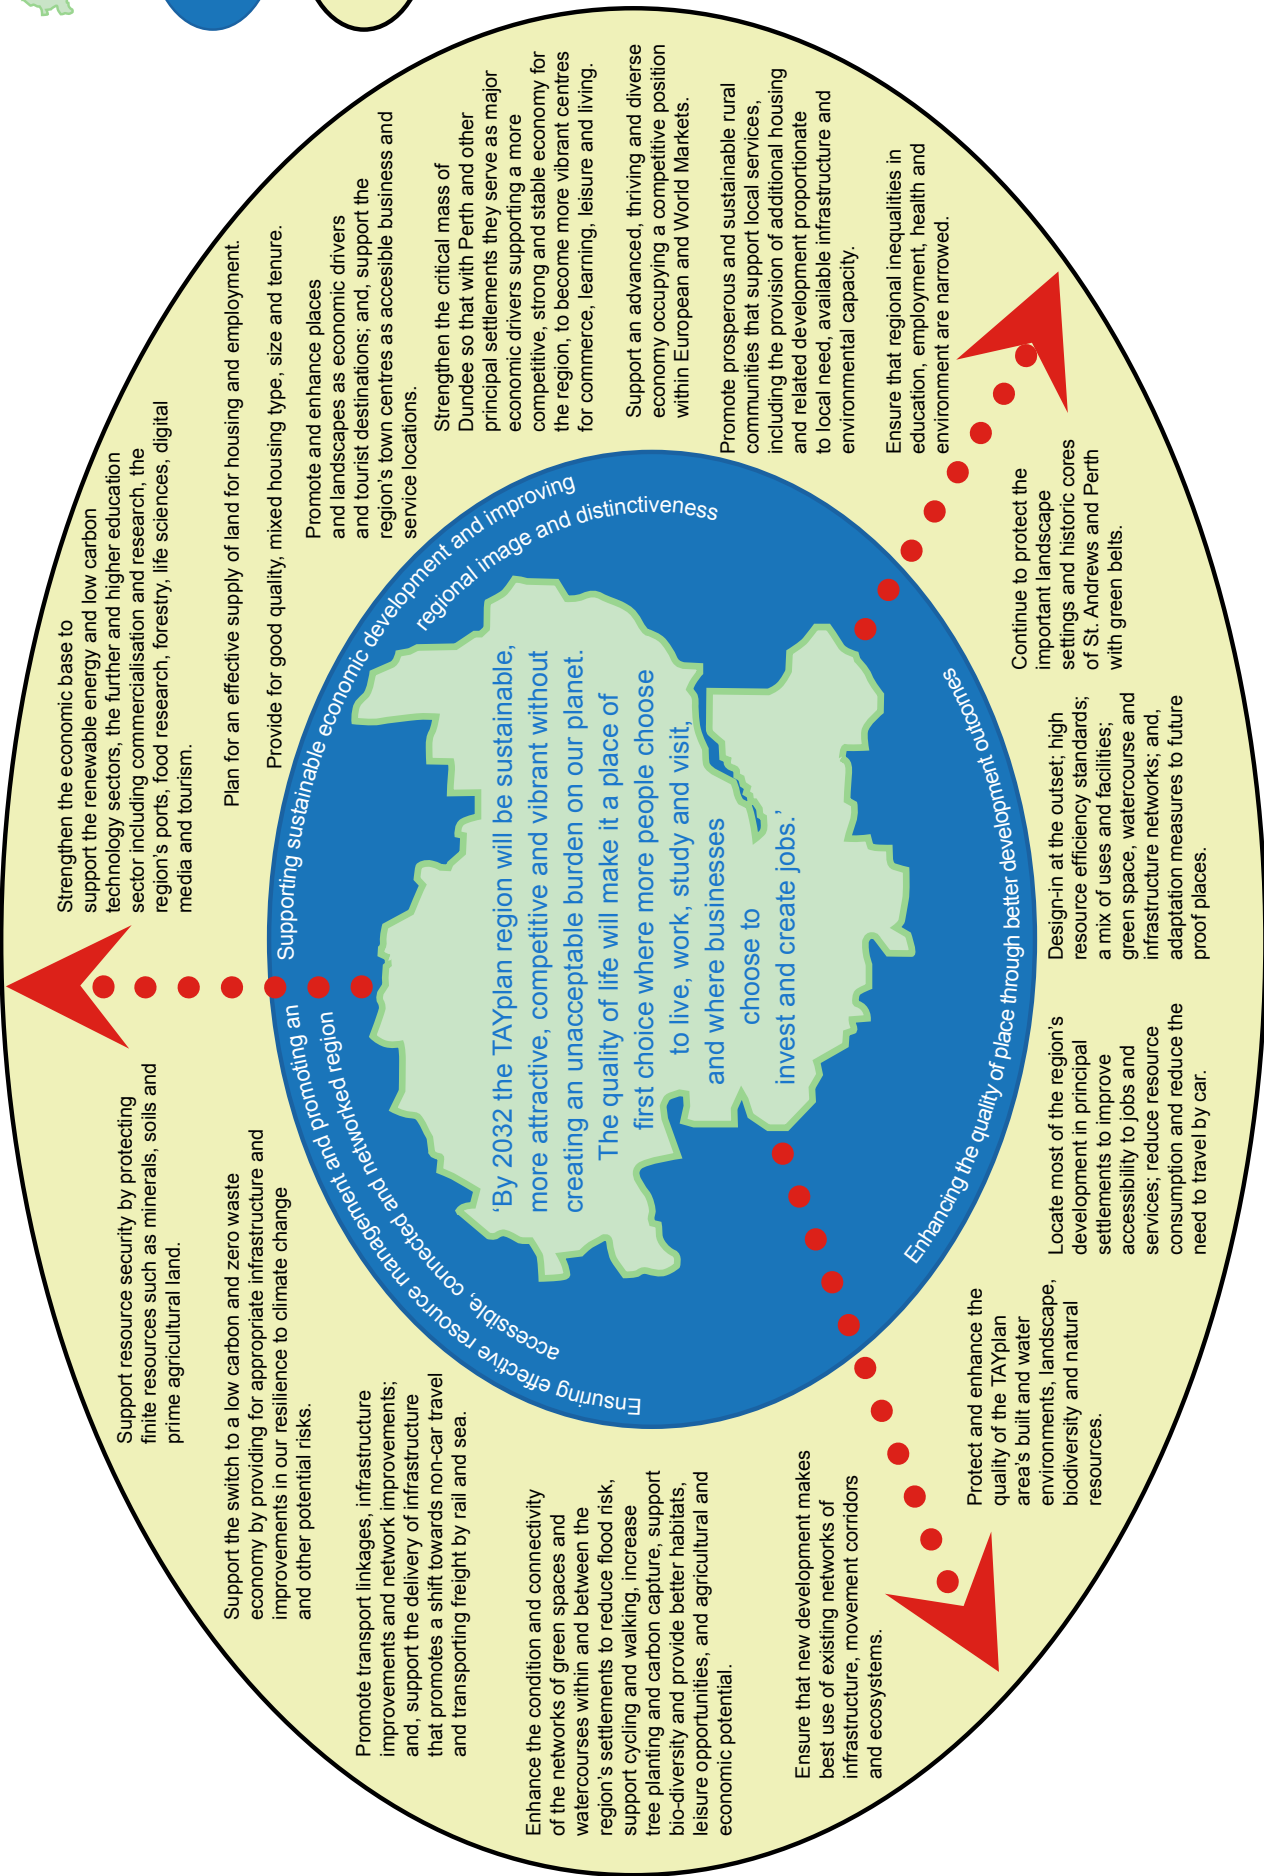 ‘By 2032 the TAYplan region will be sustainable,
more attractive, competitive and vibrant without
creating an unacceptable burden on our planet.
The quality of life will make it a place of
first choice where more people choose
to live, work, study and visit,
and where businesses
choose to
invest and create jobs.’
Ensuring effective resource management and promoting an
accessible, connected and networked region
Supporting sustainable economic development and improving
regional image and distinctiveness
Enhancing the quality of place through better development outcomes
Support resource security by protecting
finite resources such as minerals, soils and
prime agricultural land.
Support the switch to a low carbon and zero waste
economy by providing for appropriate infrastructure and
improvements in our resilience to climate change
and other potential risks.
Promote transport linkages, infrastructure
improvements and network improvements;
and, support the delivery of infrastructure
that promotes a shift towards non-car travel
and transporting freight by rail and sea.
Enhance the condition and connectivity
of the networks of green spaces and
watercourses within and between the
region’s settlements to reduce flood risk,
support cycling and walking, increase
tree planting and carbon capture, support
bio-diversity and provide better habitats,
leisure opportunities, and agricultural and
economic potential.
Ensure that new development makes
best use of existing networks of
infrastructure, movement corridors
and ecosystems.
Strengthen the economic base to
support the renewable energy and low carbon
technology sectors, the further and higher education
sector including commercialisation and research, the
region’s ports, food research, forestry, life sciences, digital
media and tourism.
Plan for an effective supply of land for housing and employment.
Provide for good quality, mixed housing type, size and tenure.
Promote and enhance places
and landscapes as economic drivers
and tourist destinations; and, support the
region’s town centres as accesible business and
service locations.
Strengthen the critical mass of
Dundee so that with Perth and other
principal settlements they serve as major
economic drivers supporting a more
competitive, strong and stable economy for
the region, to become more vibrant centres
for commerce, learning, leisure and living.
Support an advanced, thriving and diverse
economy occupying a competitive position
within European and World Markets.
Promote prosperous and sustainable rural
communities that support local services,
including the provision of additional housing
and related development proportionate
to local need, available infrastructure and
environmental capacity.
Ensure that regional inequalities in
education, employment, health and
environment are narrowed.
Protect and enhance the
quality of the TAYplan
area’s built and water
environments, landscape,
biodiversity and natural
resources.
Locate most of the region’s
development in principal
settlements to improve
accessibility to jobs and
services; reduce resource
consumption and reduce the
need to travel by car.
Design-in at the outset; high
resource efficiency standards;
a mix of uses and facilities;
green space, watercourse and
infrastructure networks; and,
adaptation measures to future
proof places.
Continue to protect the
important landscape
settings and historic cores
of St. Andrews and Perth
with green belts.